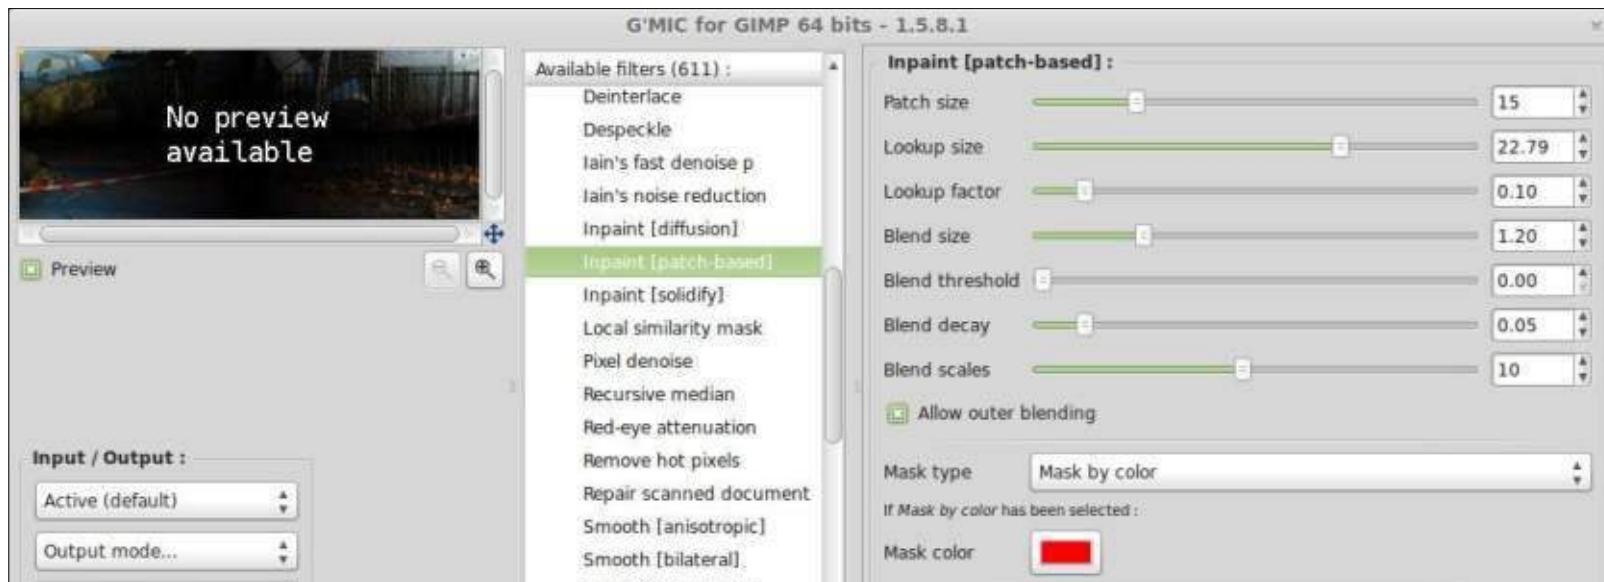 G'MIC for GIMP 64 bits - 1.5.8.1
No preview
available
Preview
Input / Output :
Active (default)
Output mode...
Available filters (611) :
Deinterlace
Despeckle
Iain's fast denoise p
Iain's noise reduction
Inpaint [diffusion]
Inpaint [patch-based]
Inpaint [solidify]
Local similarity mask
Pixel denoise
Recursive median
Red-eye attenuation
Remove hot pixels
Repair scanned document
Smooth [anisotropic]
Smooth [bilateral]
Inpaint [patch-based] :
Patch size 15
Lookup size 22.79
Lookup factor 0.10
Blend size 1.20
Blend threshold 0.00
Blend decay 0.05
Blend scales 10
Allow outer blending
Mask type Mask by color
If Mask by color has been selected :
Mask color